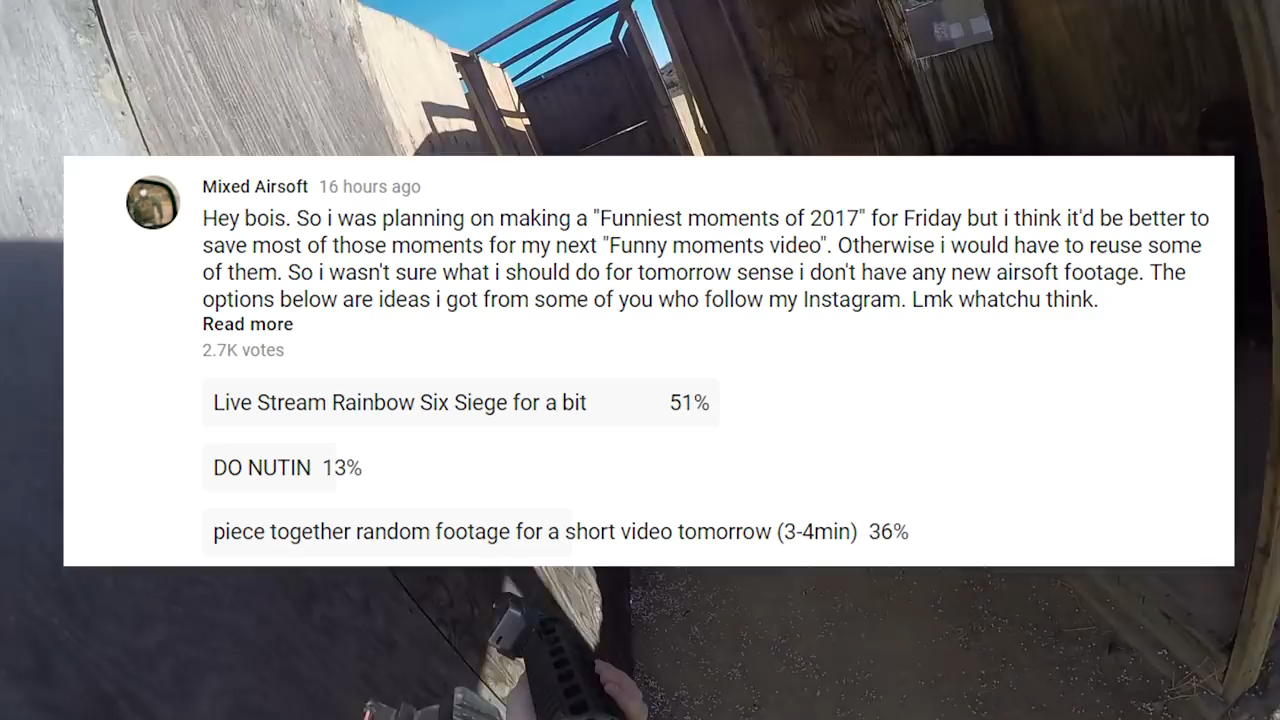 Mixed Airsoft 16 hours ago
Hey bois. So i was planning on making a "Funniest moments of 2017" for Friday but i think it'd be better to
save most of those moments for my next "Funny moments video". Otherwise i would have to reuse some
of them. So i wasn't sure what i should do for tomorrow sense i don't have any new airsoft footage. The
options below are ideas i got from some of you who follow my Instagram. Lmk whatchu think.
Read more
2.7K votes
Live Stream Rainbow Six Siege for a bit 51%
DO NUTIN 13%
piece together random footage for a short video tomorrow (3-4min) 36%